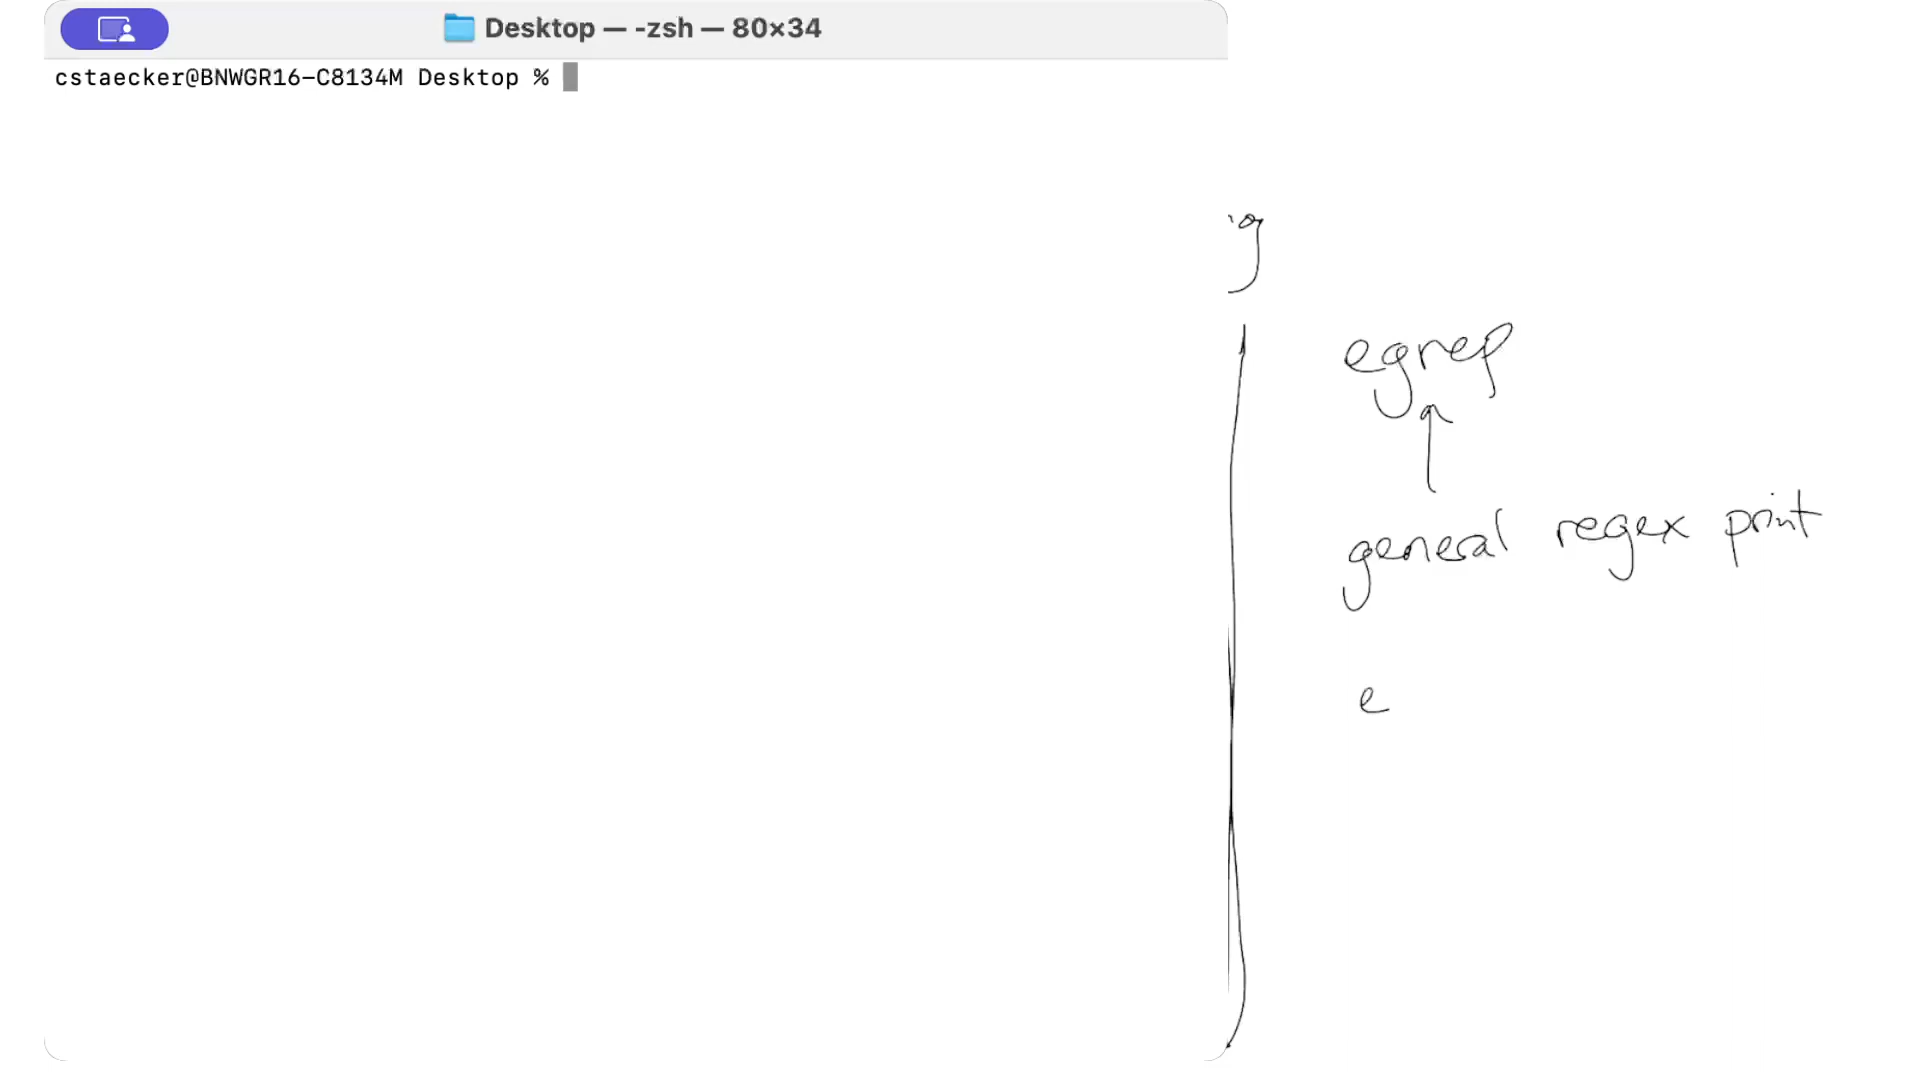 Desktop — -zsh — 80×34
cstaecker@BNWGR16-C8134M Desktop %
g
egrep
general regex print
e